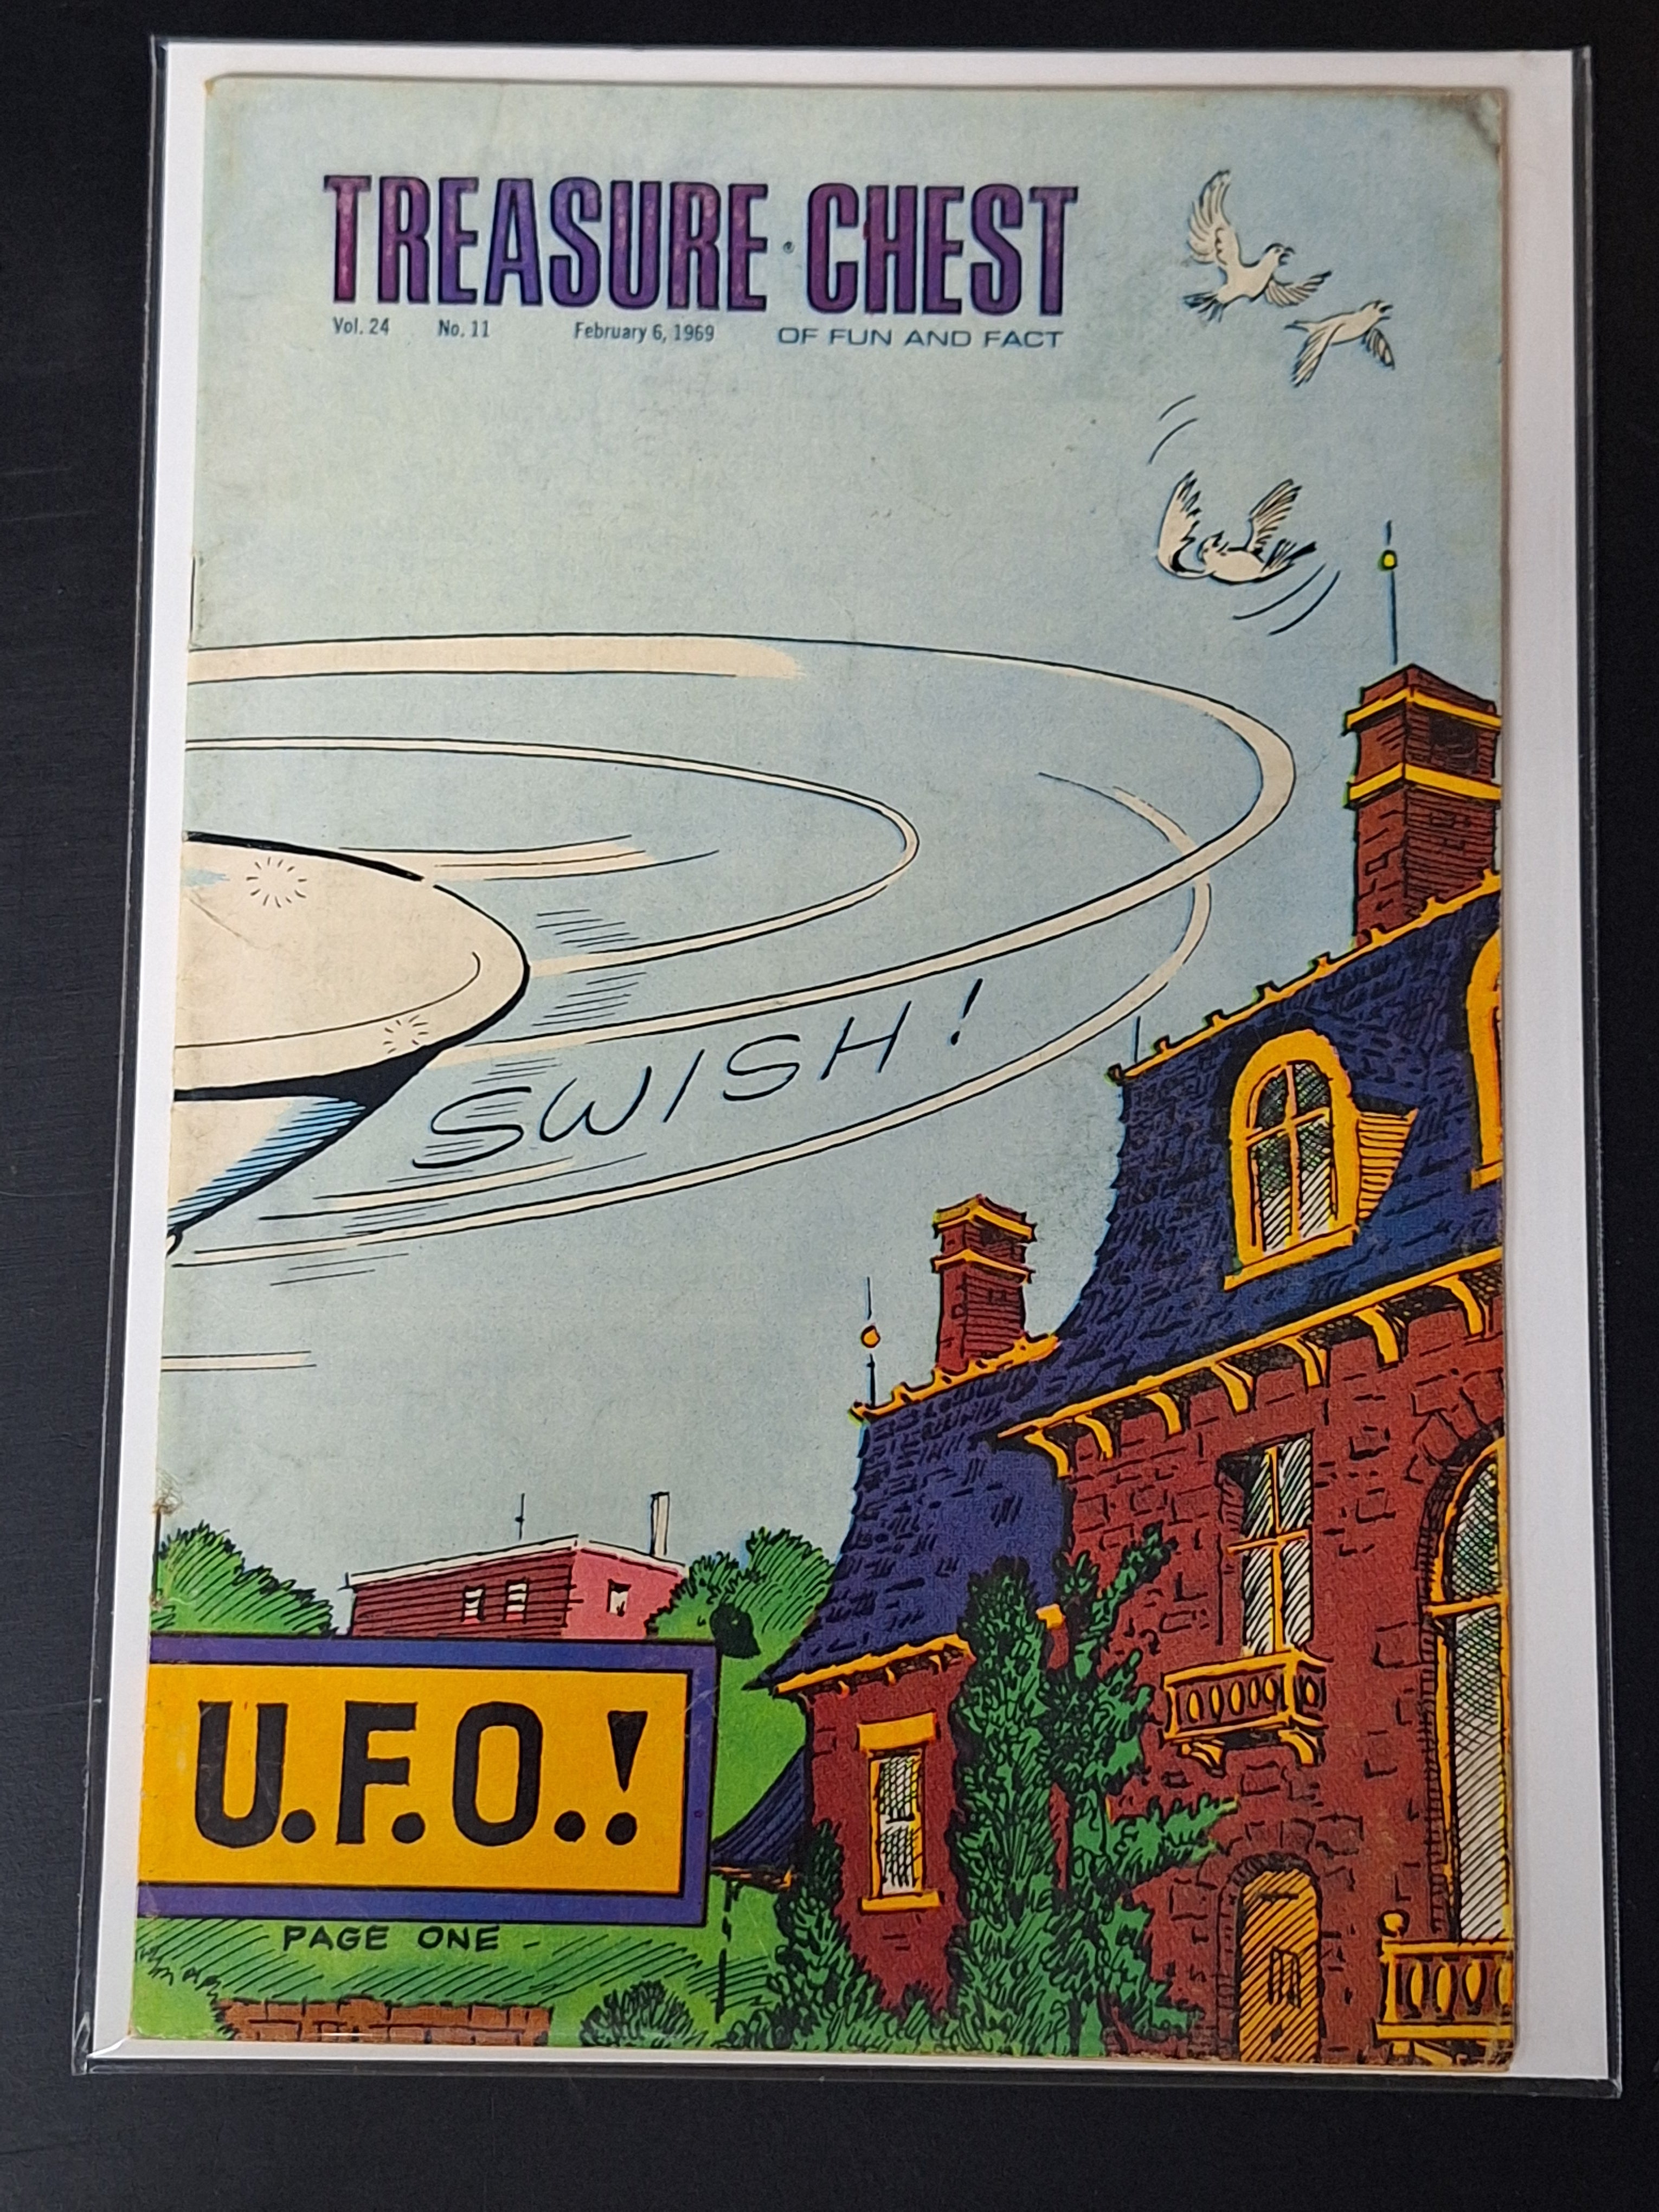 TREASURE CHEST
Vol. 24 No. 11 February 6, 1969 OF FUN AND FACT
SWISH!
U.F.O.!
PAGE ONE